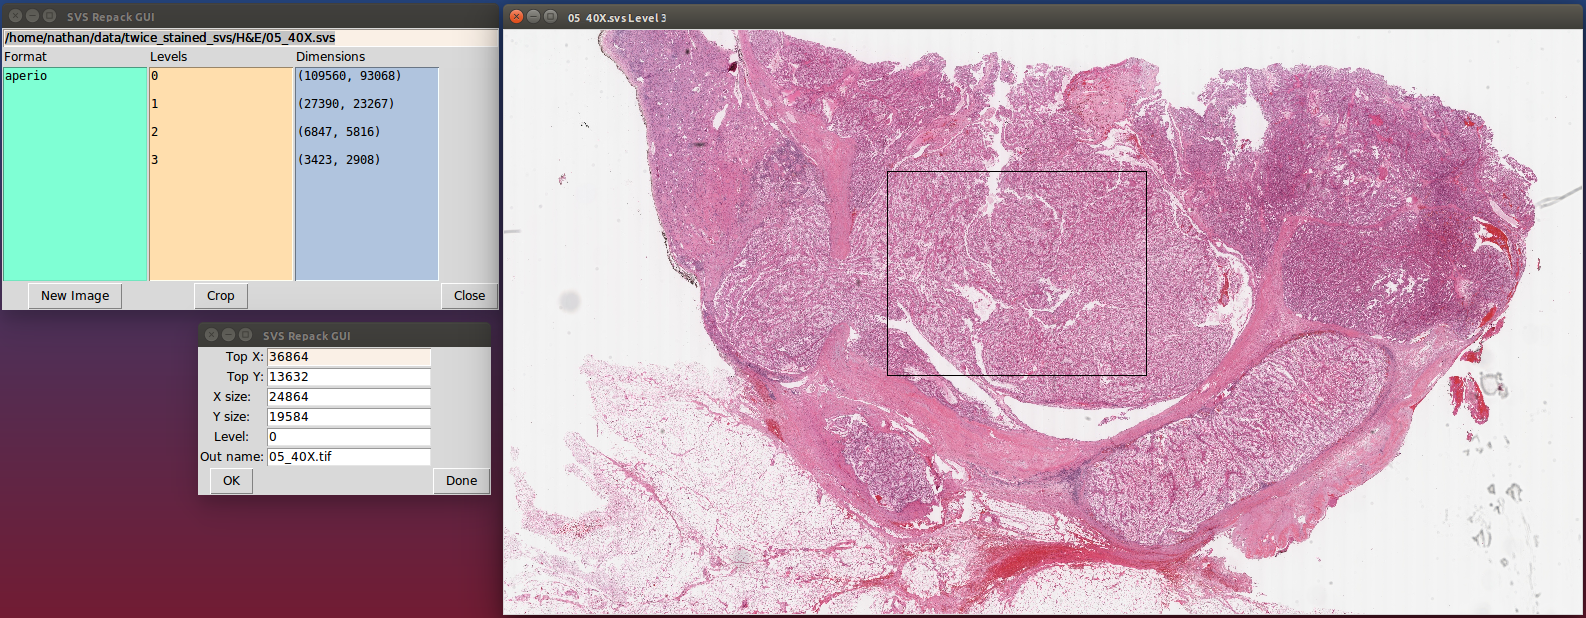 SVS Repack GUI
/home/nathan/data/twice_stained_svs/H&E/05_40X.svs
Format Levels Dimensions
aperio 0 (109560, 93068)
1 (27390, 23267)
2 (6847, 5816)
3 (3423, 2908)
New Image Crop Close
SVS Repack GUI
Top X: 36864
Top Y: 13632
X size: 24864
Y size: 19584
Level: 0
Out name: 05_40X.tif
OK Done
05_40X.svs Level 3